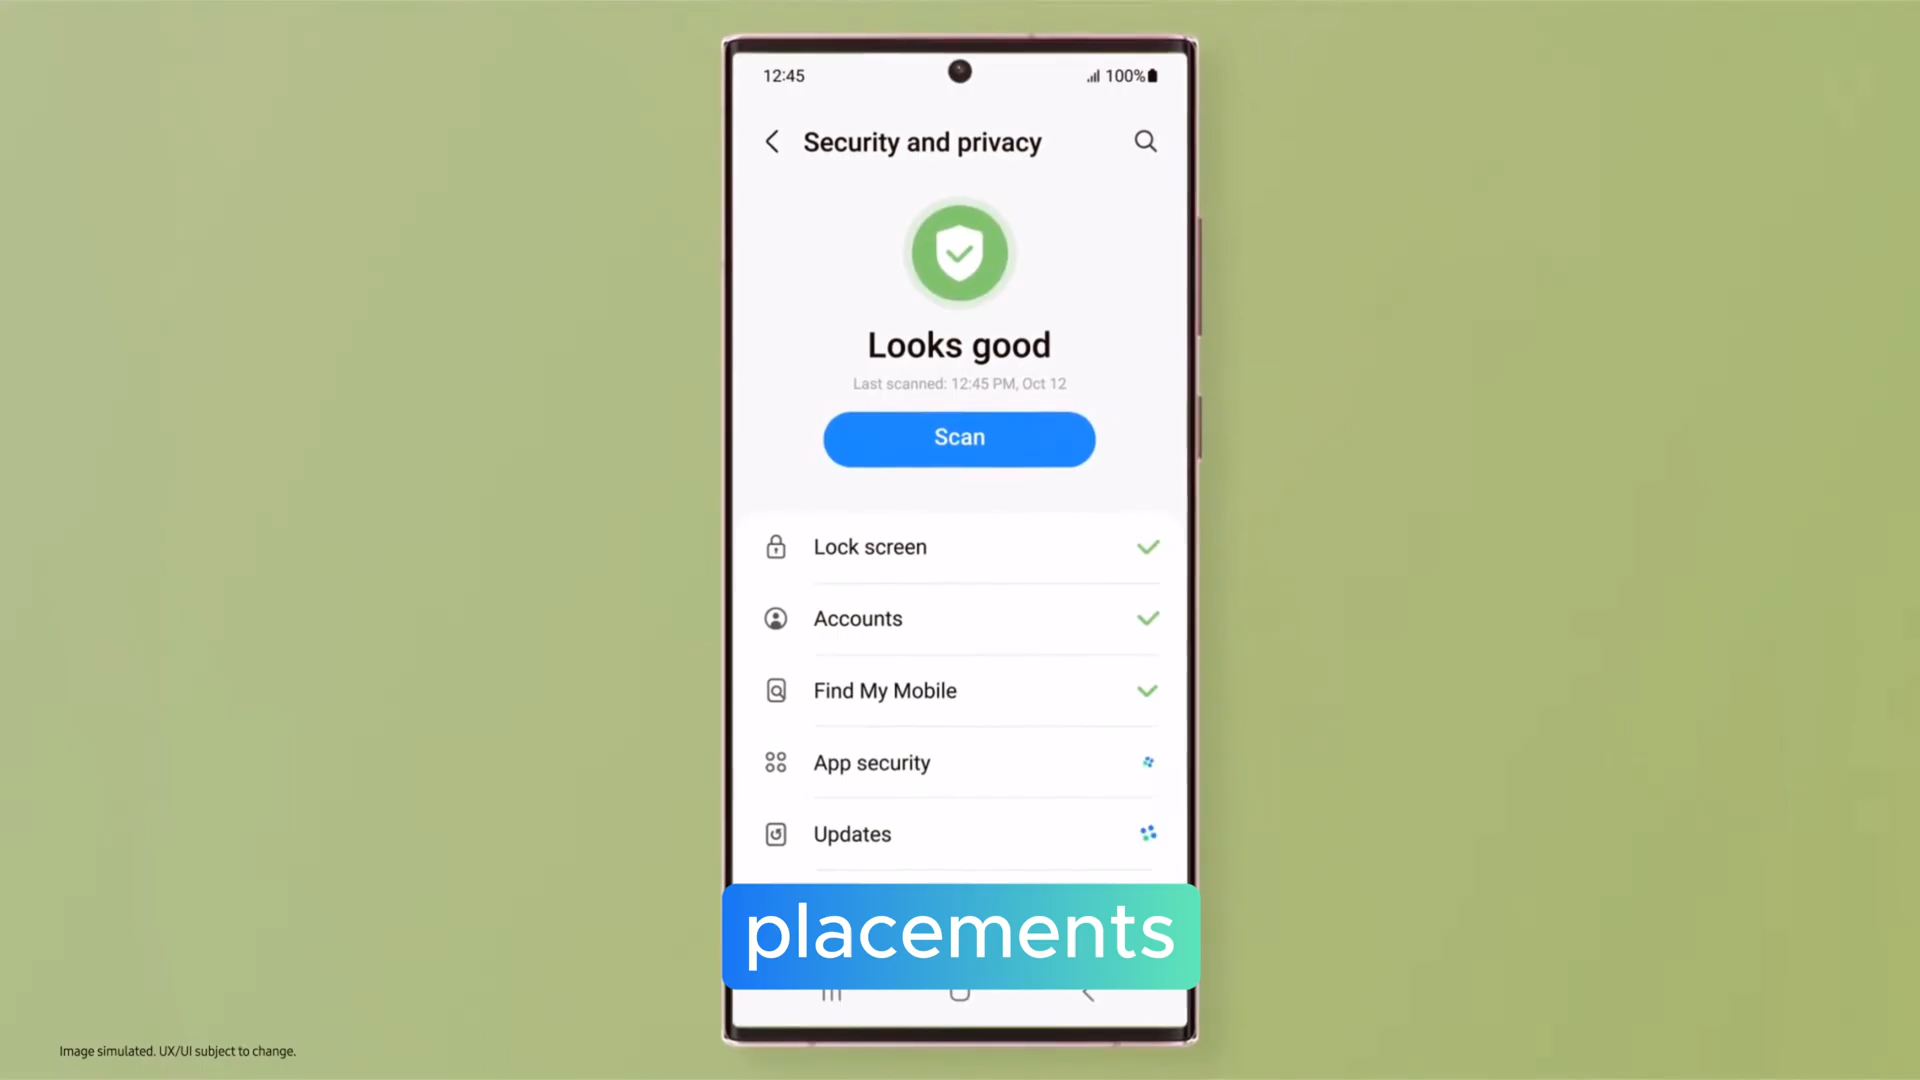 12:45
100%
Security and privacy
Looks good
Last scanned: 12:45 PM, Oct 12
Scan
Lock screen
Accounts
Find My Mobile
App security
Updates
placements
Image simulated. UX/UI subject to change.